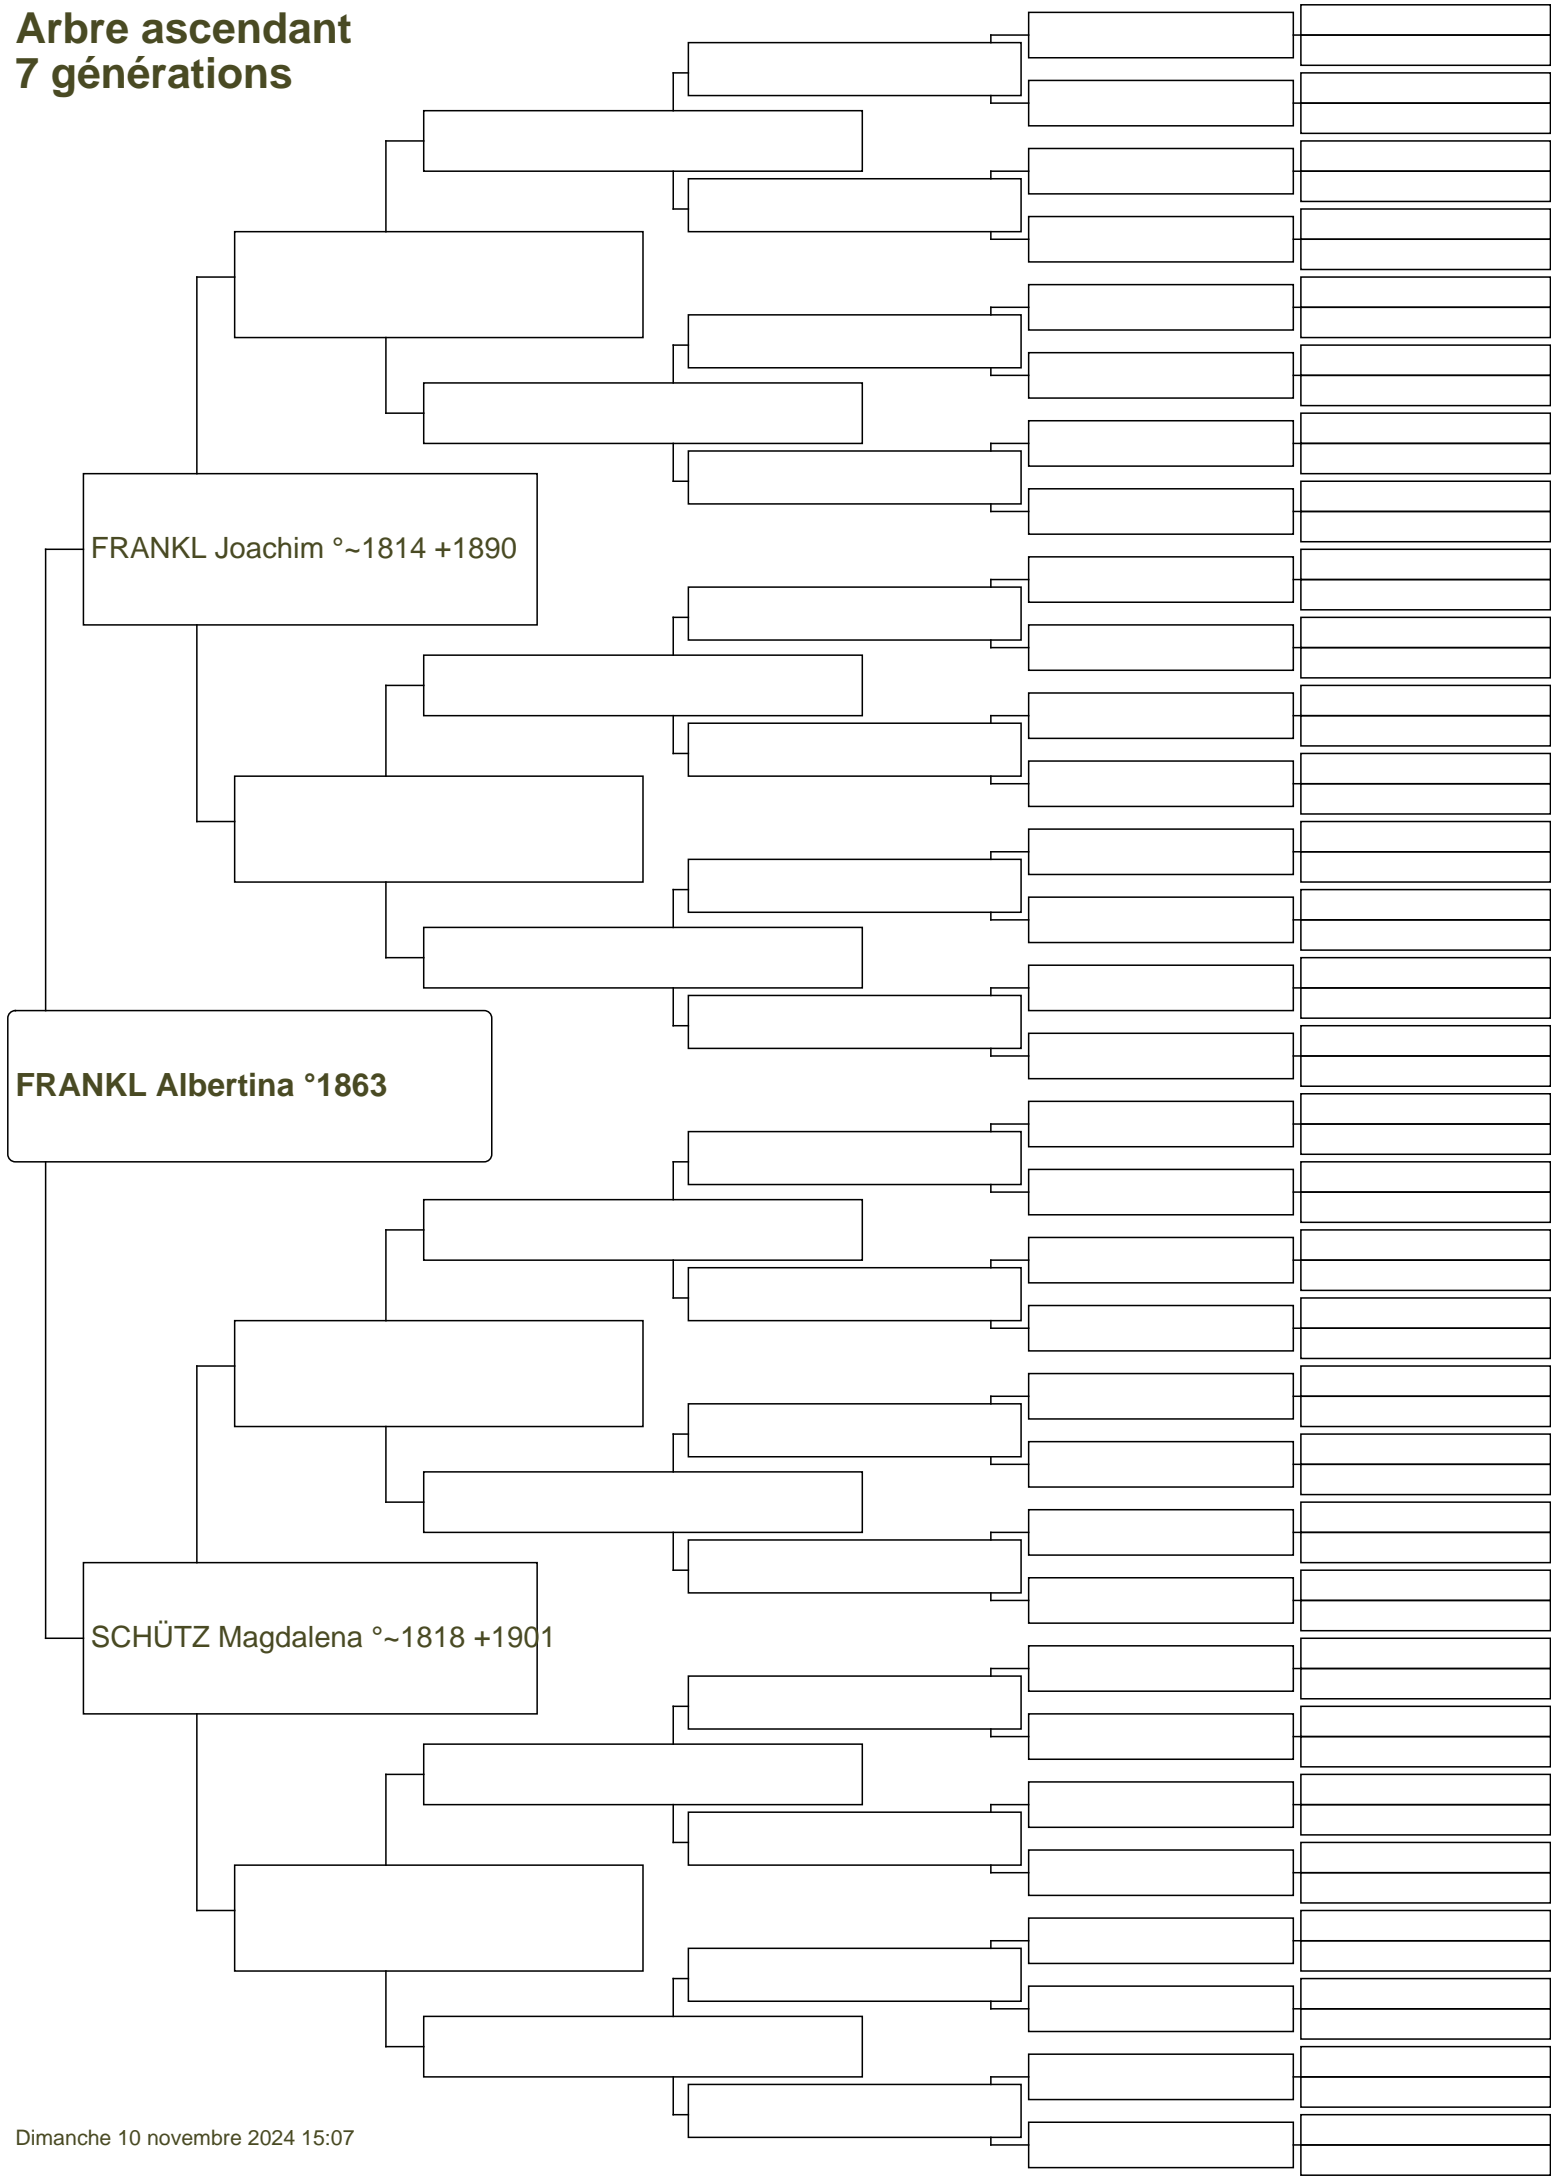 Arbre ascendant
7 générations
FRANKL Joachim °~1814 +1890
FRANKL Albertina °1863
SCHÜTZ Magdalena °~1818 +1901
Dimanche 10 novembre 2024 15:07